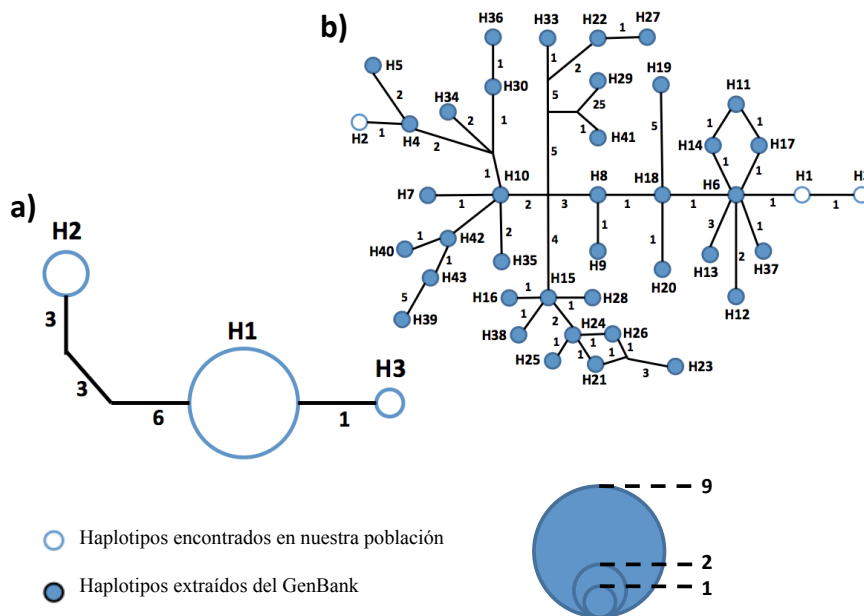 a)
H2
3
3
6
H1
1
H3
b)
H36
H33
H22
1
H27
H5
1
1
2
H19
H11
2
H34
H30
5
H29
1
1
H2
1
H4
2
1
25
5
H14
H17
2
1
H41
5
1
1
1
H10
H8
H18
H6
H1
H7
1
2
3
1
1
1
1
H40
1
H42
2
4
1
1
3
2
1
1
H43
H35
H9
H20
H13
H37
5
H15
H12
H39
H16
1
1
H28
1
2
H24
H26
H38
1
1
1
1
1
H25
H21
3
H23
9
2
1
Haplotipos encontrados en nuestra población
Haplotipos extraídos del GenBank